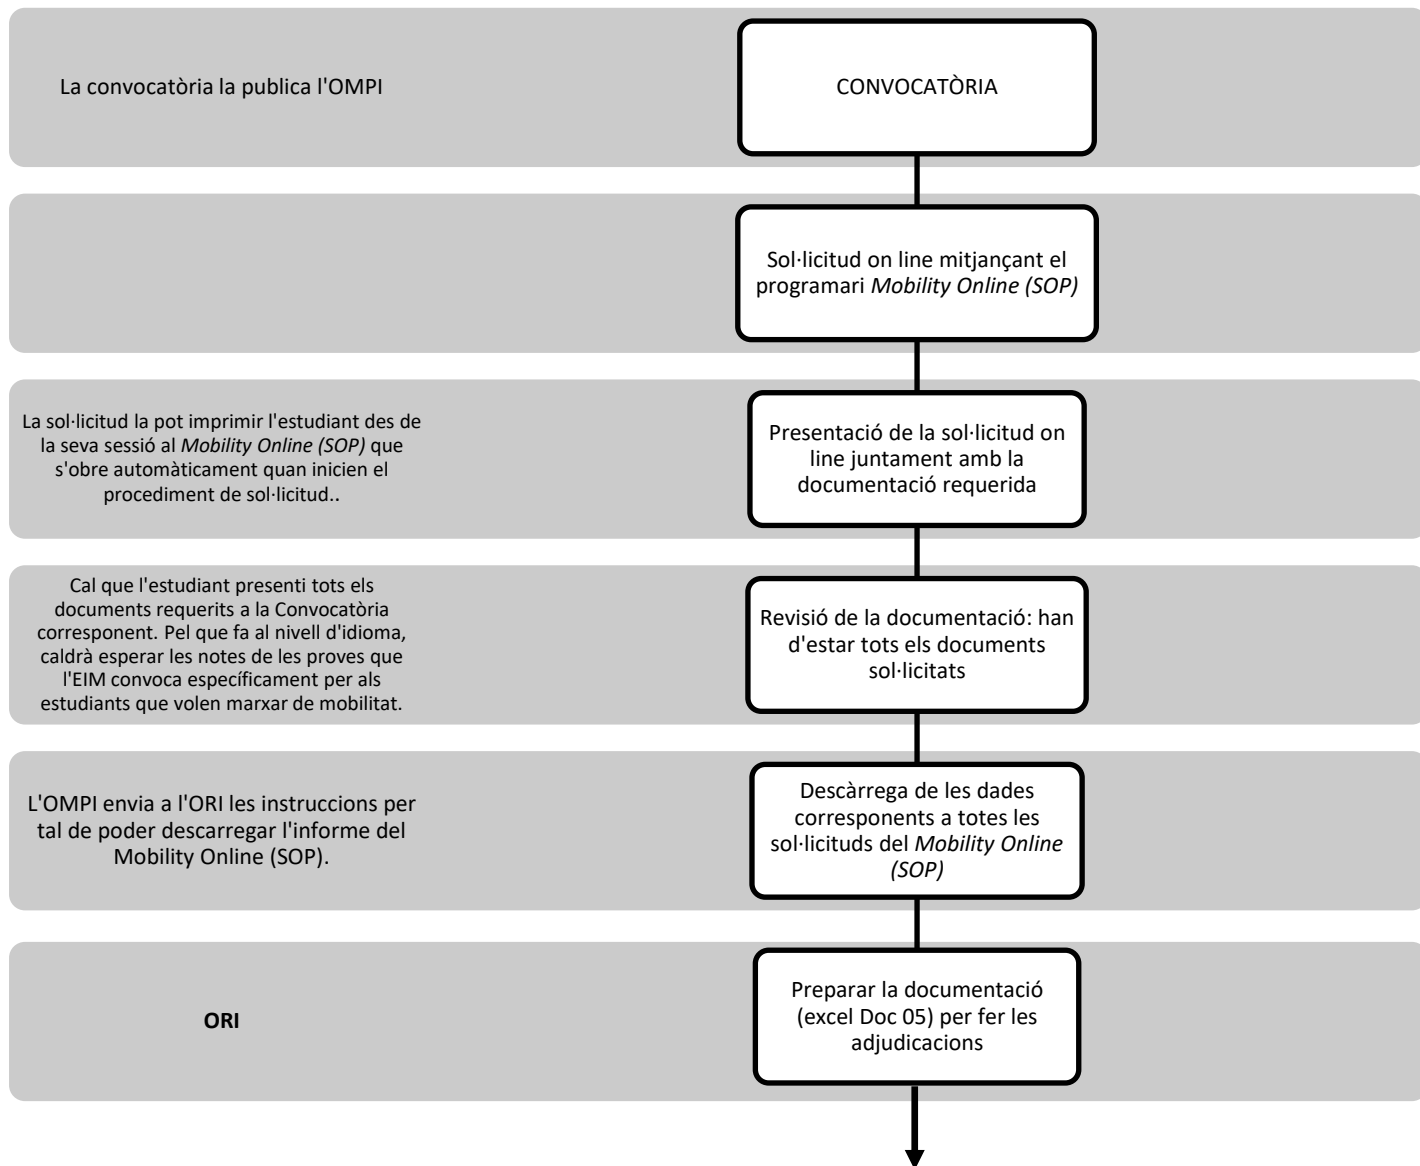 La convocatòria la publica l'OMPI
CONVOCATÒRIA
Sol·licitud on line mitjançant el
programari Mobility Online (SOP)
La sol·licitud la pot imprimir l'estudiant des de
la seva sessió al Mobility Online (SOP) que
s'obre automàticament quan inicien el
procediment de sol·licitud..
Presentació de la sol·licitud on
line juntament amb la
documentació requerida
Cal que l'estudiant presenti tots els
documents requerits a la Convocatòria
corresponent. Pel que fa al nivell d'idioma,
caldrà esperar les notes de les proves que
l'EIM convoca específicament per als
estudiants que volen marxar de mobilitat.
Revisió de la documentació: han
d'estar tots els documents
sol·licitats
L'OMPI envia a l'ORI les instruccions per
tal de poder descarregar l'informe del
Mobility Online (SOP).
Descàrrega de les dades
corresponents a totes les
sol·licituds del Mobility Online
(SOP)
ORI
Preparar la documentació
(excel Doc 05) per fer les
adjudicacions